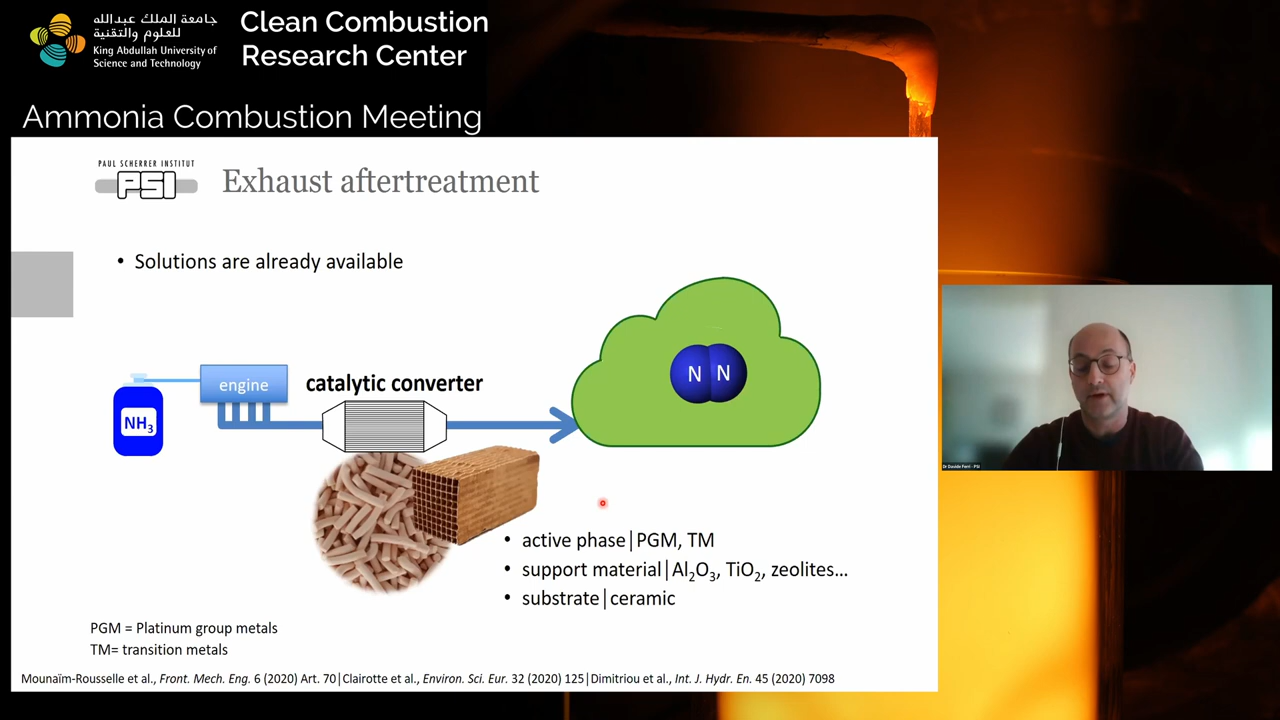 جامعة الملك عبدالله
للعلوم والتقنية
King Abdullah University of
Science and Technology
Clean Combustion
Research Center
Ammonia Combustion Meeting
PAUL SCHERRER INSTITUT
PSI
Exhaust aftertreatment
• Solutions are already available
engine
catalytic converter
NH₃
N N
• active phase|PGM, TM
• support material|Al₂O₃, TiO₂, zeolites...
• substrate|ceramic
PGM = Platinum group metals
TM= transition metals
Mounaïm-Rousselle et al., Front. Mech. Eng. 6 (2020) Art. 70|Clairotte et al., Environ. Sci. Eur. 32 (2020) 125|Dimitriou et al., Int. J. Hydr. En. 45 (2020) 7098
Dr Davide Ferri - PSI